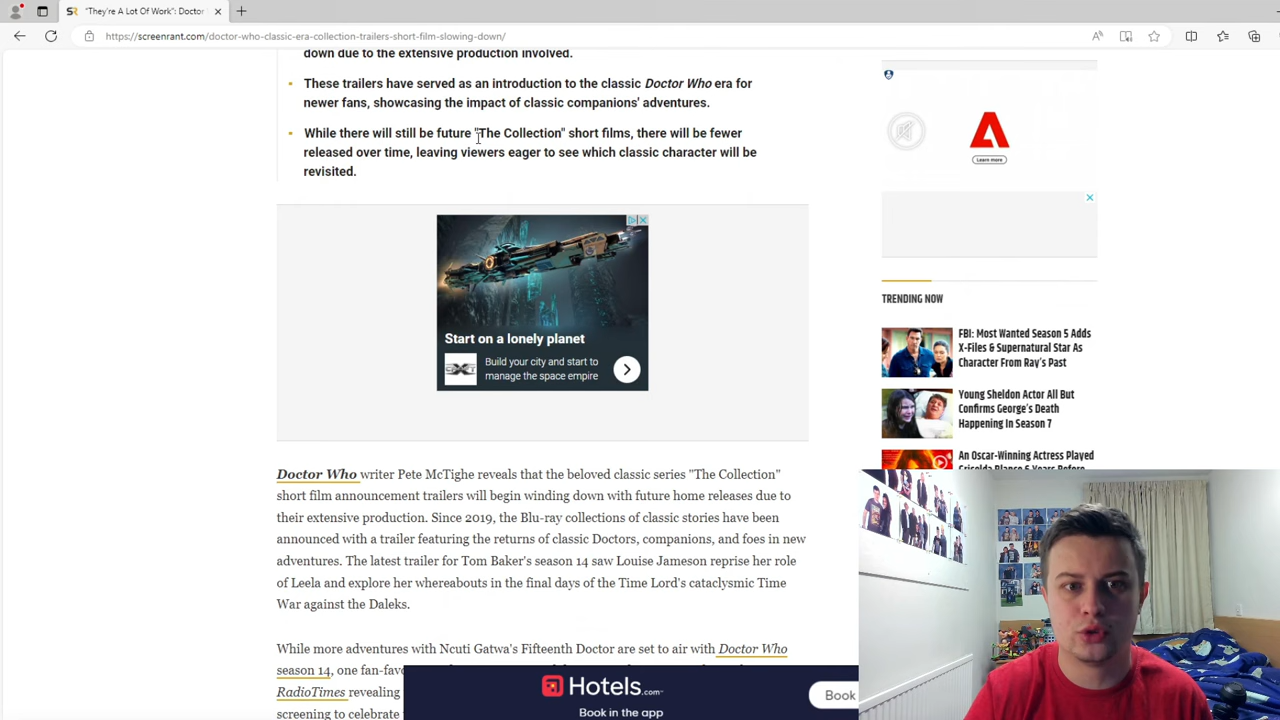 "They're A Lot Of Work": Doctor
https://screenrant.com/doctor-who-classic-era-collection-trailers-short-film-slowing-down/
down due to the extensive production involved.
These trailers have served as an introduction to the classic Doctor Who era for
newer fans, showcasing the impact of classic companions' adventures.
While there will still be future "The Collection" short films, there will be fewer
released over time, leaving viewers eager to see which classic character will be
revisited.
Start on a lonely planet
Build your city and start to
manage the space empire
Doctor Who writer Pete McTighe reveals that the beloved classic series "The Collection"
short film announcement trailers will begin winding down with future home releases due to
their extensive production. Since 2019, the Blu-ray collections of classic stories have been
announced with a trailer featuring the returns of classic Doctors, companions, and foes in new
adventures. The latest trailer for Tom Baker's season 14 saw Louise Jameson reprise her role
of Leela and explore her whereabouts in the final days of the Time Lord's cataclysmic Time
War against the Daleks.
While more adventures with Ncuti Gatwa's Fifteenth Doctor are set to air with Doctor Who
season 14, one fan-favo
RadioTimes revealing
screening to celebrate
Hotels.com
Book in the app
Book
Learn more
TRENDING NOW
FBI: Most Wanted Season 5 Adds
X-Files & Supernatural Star As
Character From Ray's Past
Young Sheldon Actor All But
Confirms George's Death
Happening In Season 7
An Oscar-Winning Actress Played